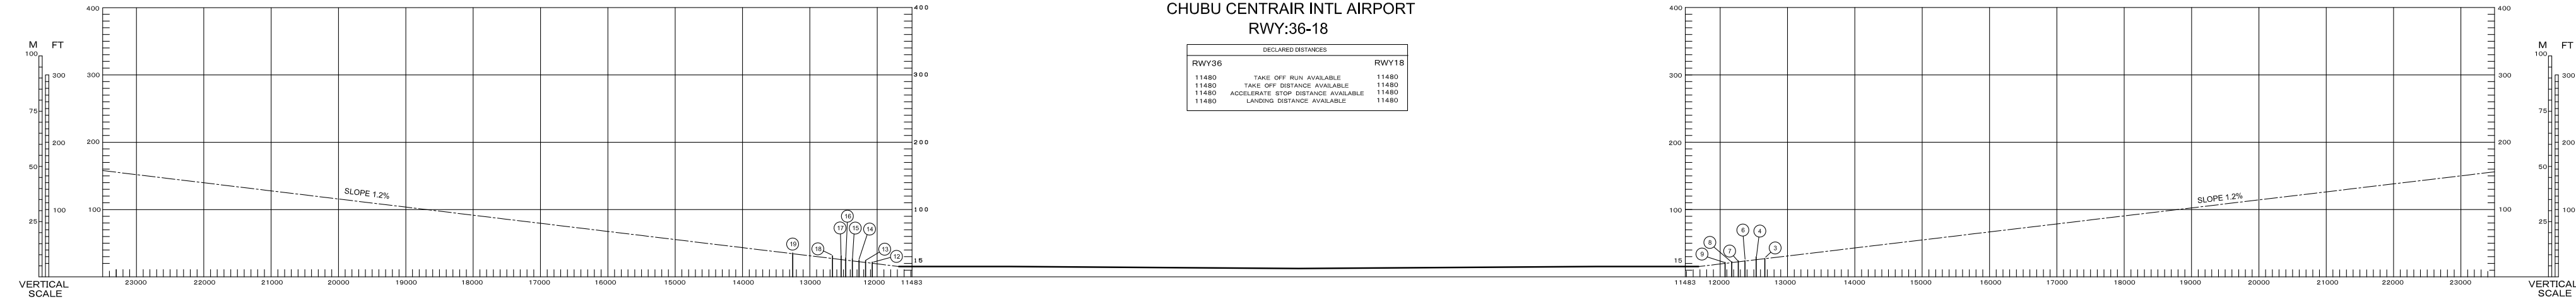 CHUBU CENTRAIR INTL AIRPORT
RWY:36-18
DECLARED DISTANCES
RWY36 RWY18
11480 TAKE OFF RUN AVAILABLE 11480
11480 TAKE OFF DISTANCE AVAILABLE 11480
11480 ACCELERATE STOP DISTANCE AVAILABLE 11480
11480 LANDING DISTANCE AVAILABLE 11480
M FT
100
300
75
200
50
100
25
VERTICAL
SCALE
400 400
300 300
200 200
100 100
15
SLOPE 1.2%
19 18 17 16 15 14 13 12
23000 22000 21000 20000 19000 18000 17000 16000 15000 14000 13000 12000 11483
400 400
300 300
200 200
100 100
15
SLOPE 1.2%
9 8 7 6 4 3
11483 12000 13000 14000 15000 16000 17000 18000 19000 20000 21000 22000 23000
M FT
100
300
75
200
50
100
25
VERTICAL
SCALE